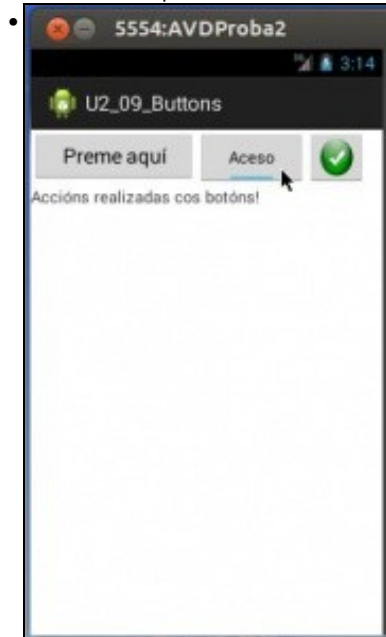 5554:AVDProba2
3:14
U2_09_Buttons
Preme aquí Aceso
Accións realizadas cos botóns!